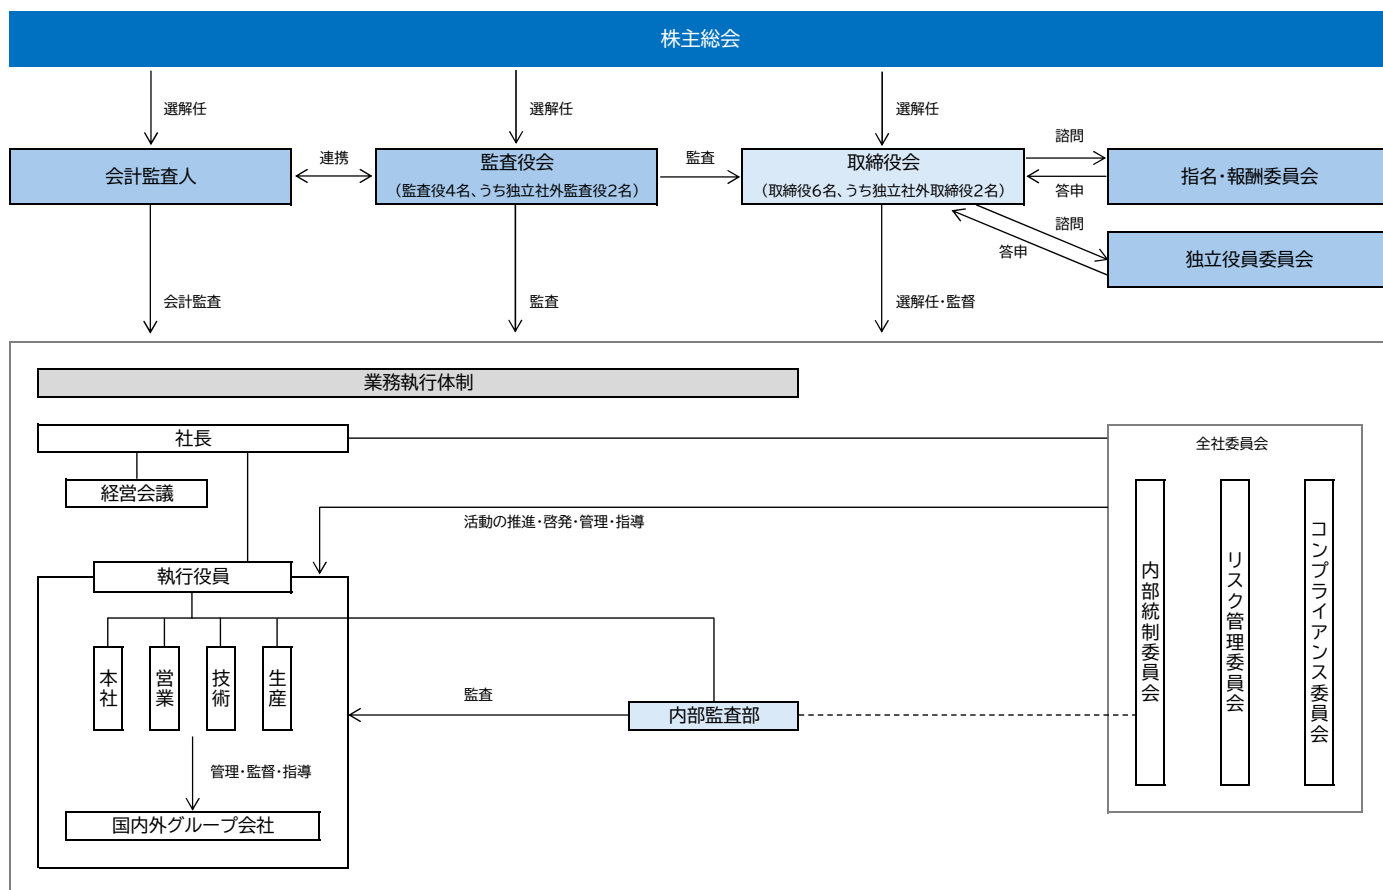 株主総会
選解任
選解任
選解任
会計監査人
連携
監査役会
（監査役4名、うち独立社外監査役2名）
監査
取締役会
（取締役6名、うち独立社外取締役2名）
諮問
答申
指名・報酬委員会
諮問
答申
独立役員委員会
会計監査
監査
選解任・監督
業務執行体制
社長
経営会議
全社委員会
活動の推進・啓発・管理・指導
執行役員
本社
営業
技術
生産
監査
内部監査部
内部統制委員会
リスク管理委員会
コンプライアンス委員会
管理・監督・指導
国内外グループ会社